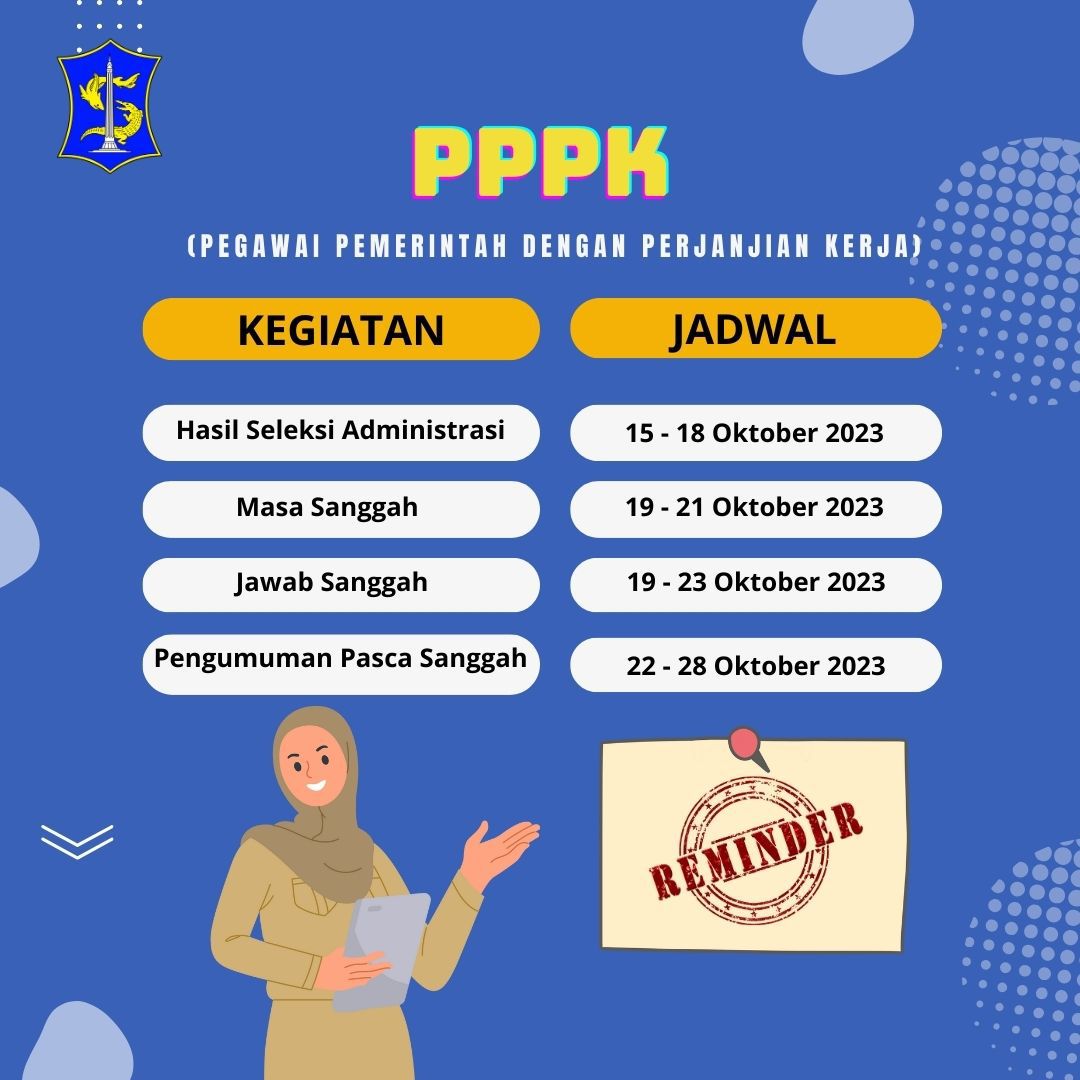 PPPK
(PEGAWAI PEMERINTAH DENGAN PERJANJIAN KERJA)
KEGIATAN JADWAL
Hasil Seleksi Administrasi 15 - 18 Oktober 2023
Masa Sanggah 19 - 21 Oktober 2023
Jawab Sanggah 19 - 23 Oktober 2023
Pengumuman Pasca Sanggah 22 - 28 Oktober 2023
REMINDER